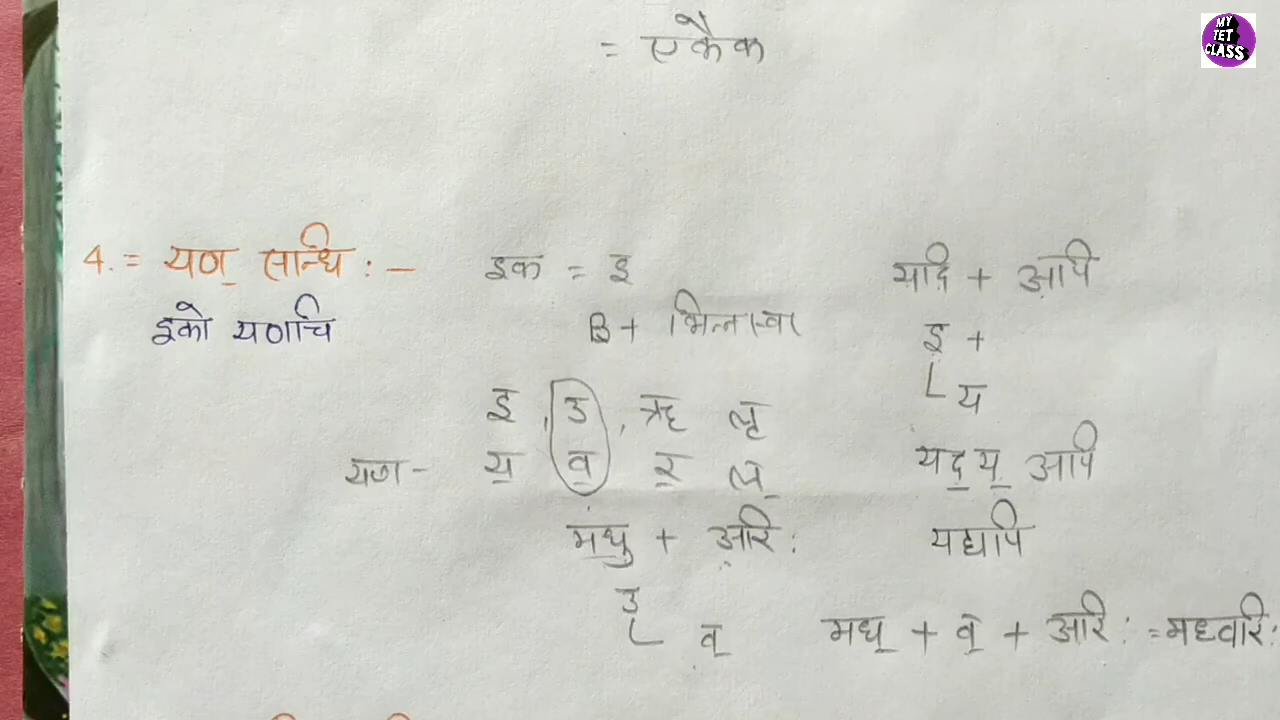 = एकैक
MY TET CLASS
4. = यण् सन्धि : – इक = इ यदि + अपि
इको यणचि + भिन्नस्वर इ +
य
इ , उ , ऋ लृ
यण – य् व् र् ल् यद् य् अपि
मधु + अरि : यद्यपि
उ
व् मध् + व् + अरि : = मध्वरि :